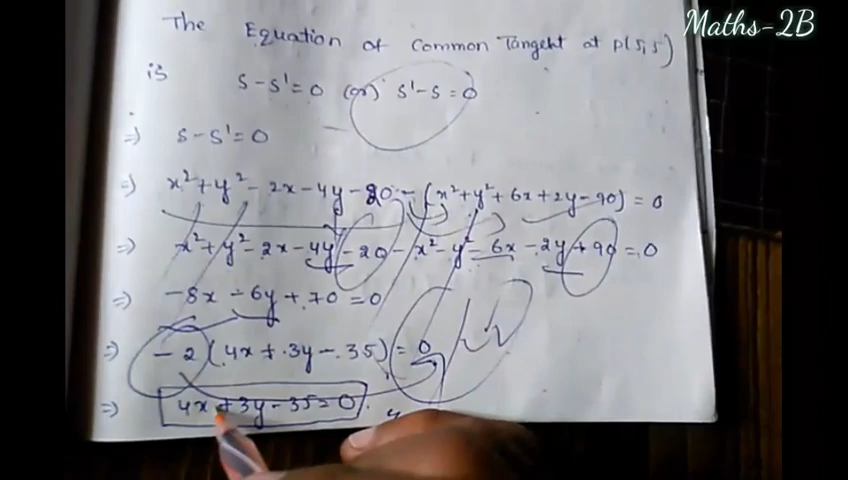 Maths-2B
The Equation of Common Tangent at P(5,5)
is S-S'=0 (or) S'-S=0
⇒ S-S'=0
⇒ x²+y²-2x-4y-20-(x²+y²+6x+2y-90)=0
⇒ x²+y²-2x-4y-20-x²-y²-6x-2y+90=0
⇒ -8x-6y+70=0
⇒ -2(4x+3y-35)=0
⇒ 4x+3y-35=0.